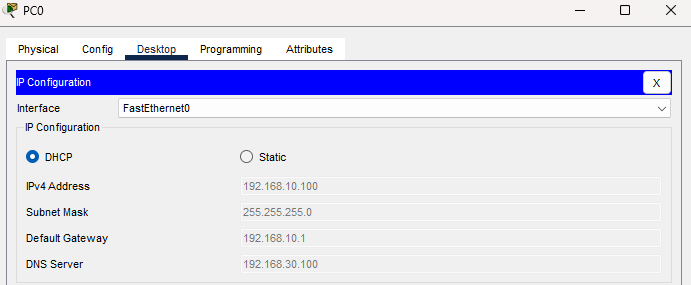 PC0
Physical Config Desktop Programming Attributes
IP Configuration X
Interface FastEthernet0
IP Configuration
DHCP Static
IPv4 Address 192.168.10.100
Subnet Mask 255.255.255.0
Default Gateway 192.168.10.1
DNS Server 192.168.30.100